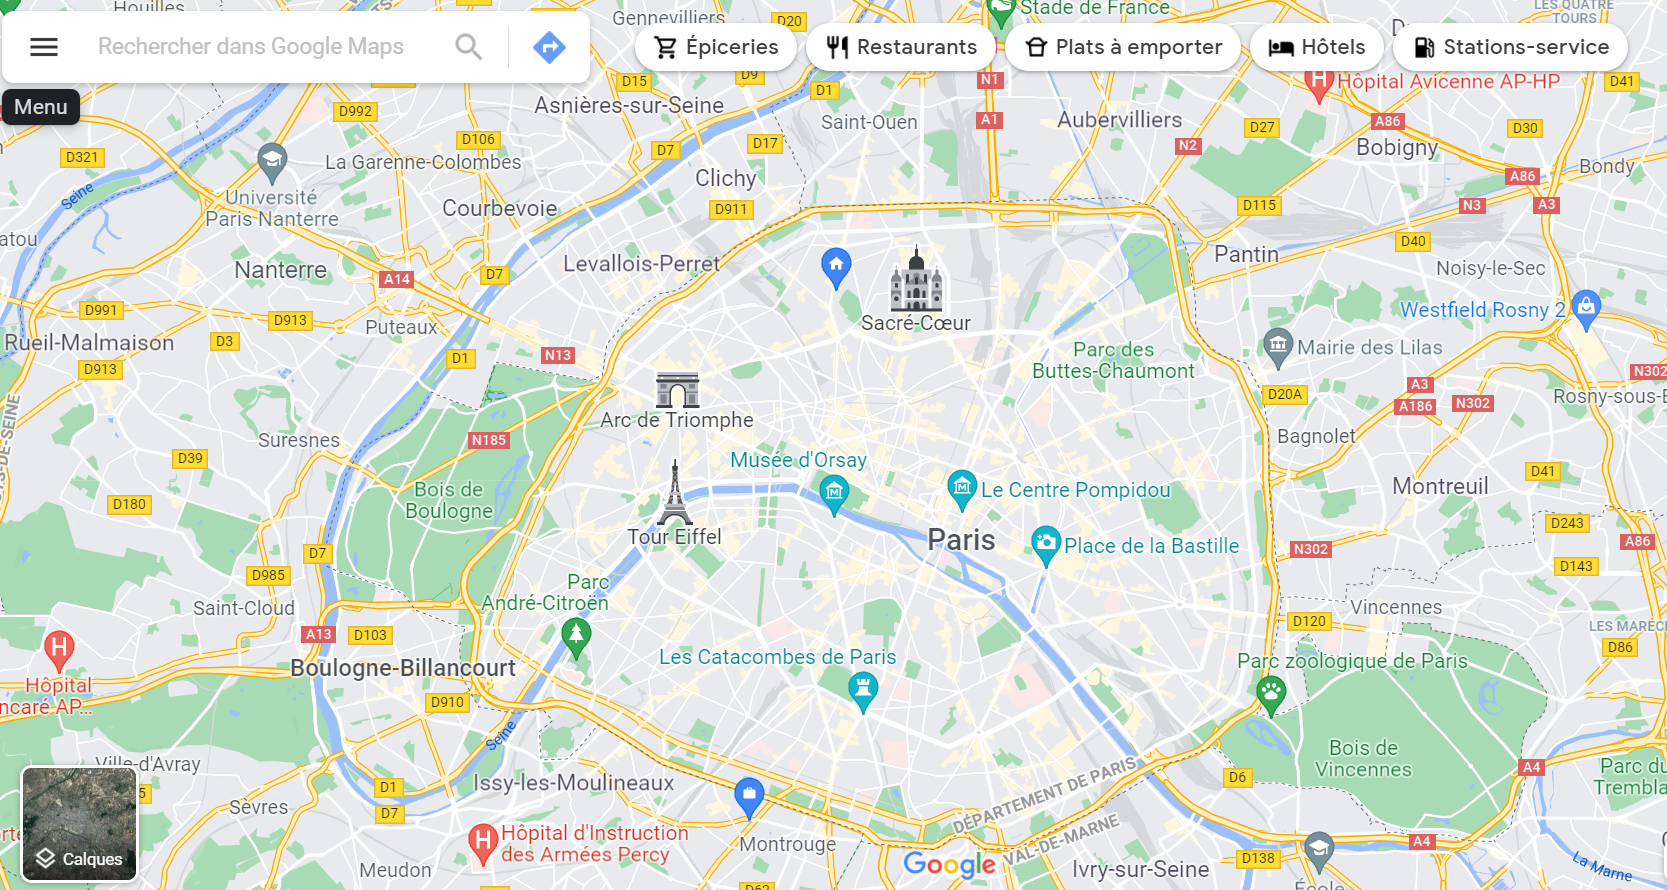 Rechercher dans Google Maps
Menu
Épiceries
Restaurants
Plats à emporter
Hôtels
Stations-service
Houilles
Gennevilliers
D20
Stade de France
LES QUATRE
TOURS
D15
D9
D1
N1
Hôpital Avicenne AP-HP
D41
D992
Asnières-sur-Seine
Saint-Ouen
A1
Aubervilliers
D27
A86
D30
D106
D7
D17
N2
Bobigny
D321
La Garenne-Colombes
Bondy
Seine
Université
Paris Nanterre
Clichy
A86
Courbevoie
D911
D115
N3
A3
D40
Nanterre
A14
D7
Levallois-Perret
Pantin
Noisy-le-Sec
D991
D913
Puteaux
Sacré-Cœur
Westfield Rosny 2
Rueil-Malmaison
D3
D1
N13
Parc des
Buttes-Chaumont
Mairie des Lilas
D913
A3
N302
Arc de Triomphe
D20A
A186
N302
Suresnes
N185
Bagnolet
D39
Musée d'Orsay
D41
D180
Bois de
Boulogne
Le Centre Pompidou
Montreuil
Tour Eiffel
Paris
Place de la Bastille
D243
N302
A86
D7
D985
D143
Parc
André-Citroën
Saint-Cloud
Vincennes
A13
D103
D120
D86
Boulogne-Billancourt
Les Catacombes de Paris
Parc zoologique de Paris
Hôpital
D910
Seine
Bois de
Vincennes
Ville-d'Avray
Issy-les-Moulineaux
DÉPARTEMENT DE PARIS
VAL-DE-MARNE
D6
A4
Parc du
D1
D7
Sèvres
Hôpital d'Instruction
des Armées Percy
Montrouge
A4
Calques
Meudon
Google
Ivry-sur-Seine
D138
La Marne
D62
École